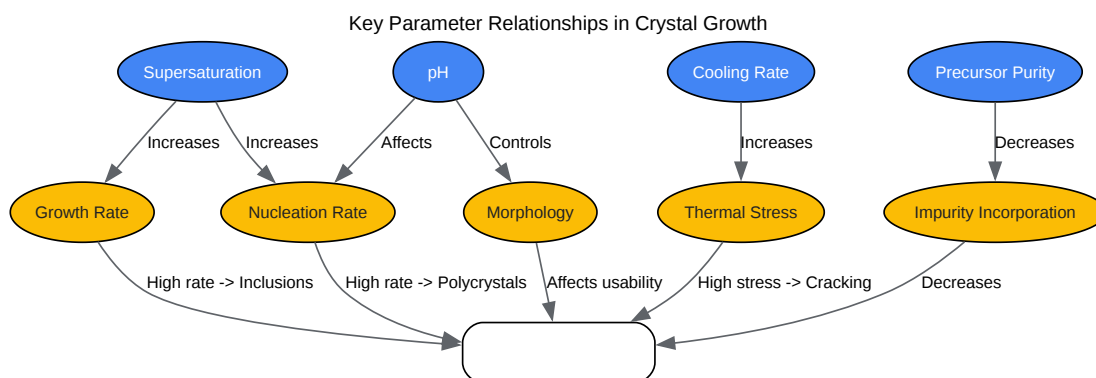 Key Parameter Relationships in Crystal Growth
Supersaturation
pH
Cooling Rate
Precursor Purity
Increases
Increases
Affects
Controls
Increases
Decreases
Growth Rate
Nucleation Rate
Morphology
Thermal Stress
Impurity Incorporation
High rate -> Inclusions
High rate -> Polycrystals
Affects usability
High stress -> Cracking
Decreases